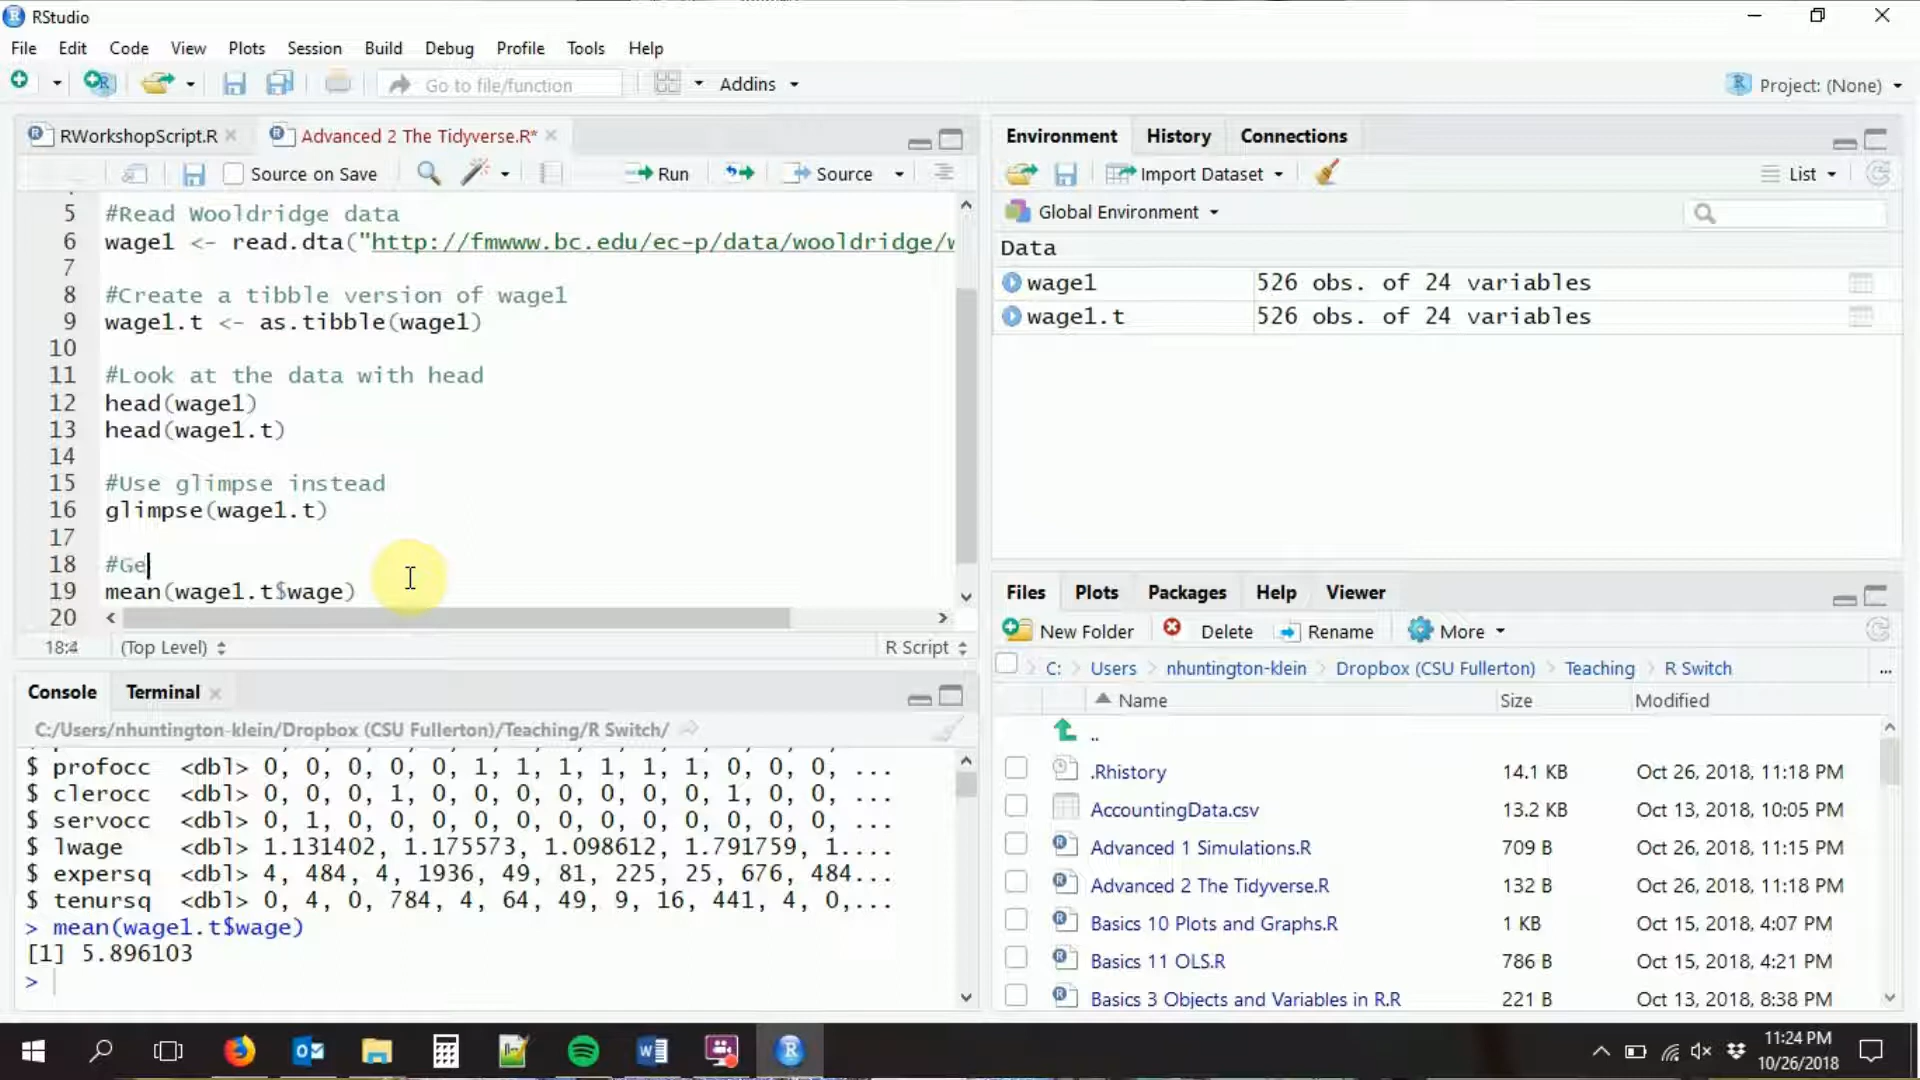 RStudio
File Edit Code View Plots Session Build Debug Profile Tools Help
Go to file/function Addins Project: (None)
RWorkshopScript.R Advanced 2 The Tidyverse.R*
Source on Save Run Source
5 #Read Wooldridge data
6 wage1 <- read.dta("http://fmwww.bc.edu/ec-p/data/wooldridge/w
7
8 #Create a tibble version of wage1
9 wage1.t <- as.tibble(wage1)
10
11 #Look at the data with head
12 head(wage1)
13 head(wage1.t)
14
15 #Use glimpse instead
16 glimpse(wage1.t)
17
18 #Ge
19 mean(wage1.t$wage)
20
18:4 (Top Level) R Script
Console Terminal
C:/Users/nhuntington-klein/Dropbox (CSU Fullerton)/Teaching/R Switch/
$ profocc <dbl> 0, 0, 0, 0, 0, 1, 1, 1, 1, 1, 1, 0, 0, 0, ...
$ clerocc <dbl> 0, 0, 0, 1, 0, 0, 0, 0, 0, 0, 0, 1, 0, 0, ...
$ servocc <dbl> 0, 1, 0, 0, 0, 0, 0, 0, 0, 0, 0, 0, 0, 0, ...
$ lwage <dbl> 1.131402, 1.175573, 1.098612, 1.791759, 1....
$ expersq <dbl> 4, 484, 4, 1936, 49, 81, 225, 25, 676, 484...
$ tenursq <dbl> 0, 4, 0, 784, 4, 64, 49, 9, 16, 441, 4, 0,...
> mean(wage1.t$wage)
[1] 5.896103
>
Environment History Connections
Import Dataset List
Global Environment
Data
wage1 526 obs. of 24 variables
wage1.t 526 obs. of 24 variables
Files Plots Packages Help Viewer
New Folder Delete Rename More
C: Users nhuntington-klein Dropbox (CSU Fullerton) Teaching R Switch ...
Name Size Modified
..
.Rhistory 14.1 KB Oct 26, 2018, 11:18 PM
AccountingData.csv 13.2 KB Oct 13, 2018, 10:05 PM
Advanced 1 Simulations.R 709 B Oct 26, 2018, 11:15 PM
Advanced 2 The Tidyverse.R 132 B Oct 26, 2018, 11:18 PM
Basics 10 Plots and Graphs.R 1 KB Oct 15, 2018, 4:07 PM
Basics 11 OLS.R 786 B Oct 15, 2018, 4:21 PM
Basics 3 Objects and Variables in R.R 221 B Oct 13, 2018, 8:38 PM
11:24 PM
10/26/2018